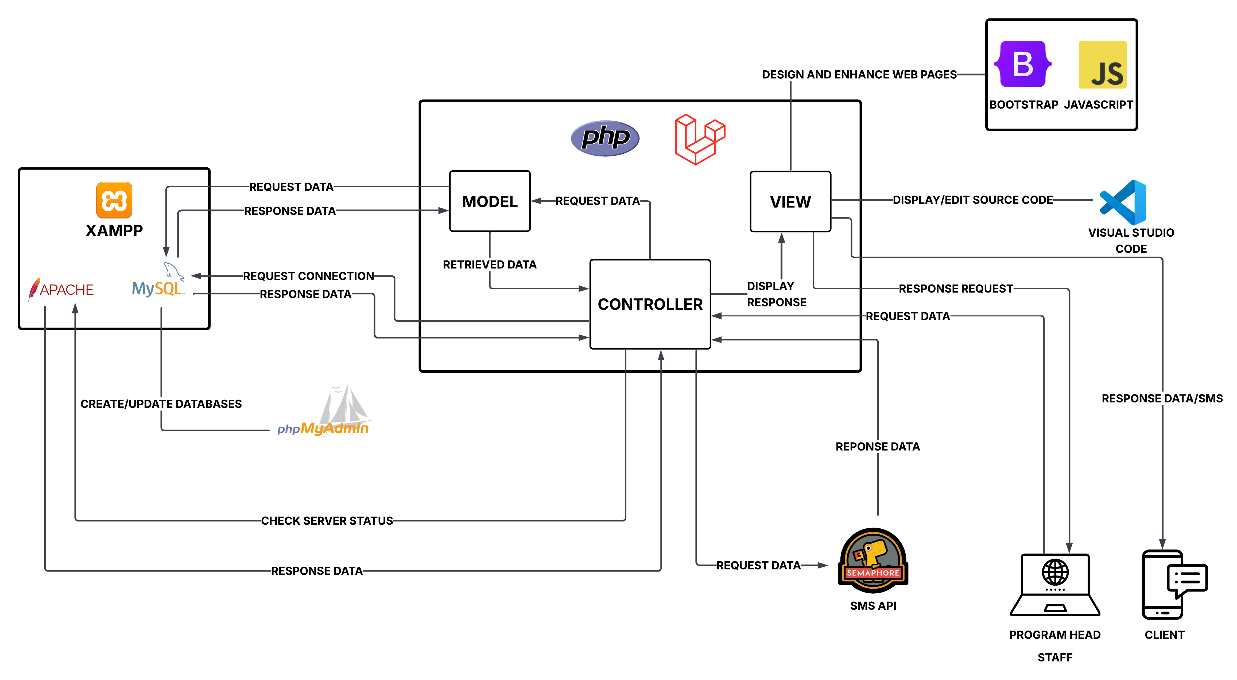 B
JS
BOOTSTRAP JAVASCRIPT
DESIGN AND ENHANCE WEB PAGES
php
XAMPP
REQUEST DATA
RESPONSE DATA
MODEL
REQUEST DATA
VIEW
DISPLAY/EDIT SOURCE CODE
VISUAL STUDIO
CODE
APACHE
MySQL
REQUEST CONNECTION
RESPONSE DATA
RETRIEVED DATA
CONTROLLER
DISPLAY
RESPONSE
RESPONSE REQUEST
REQUEST DATA
CREATE/UPDATE DATABASES
phpMyAdmin
RESPONSE DATA/SMS
REPONSE DATA
CHECK SERVER STATUS
RESPONSE DATA
REQUEST DATA
SEMAPHORE
SMS API
PROGRAM HEAD
STAFF
CLIENT